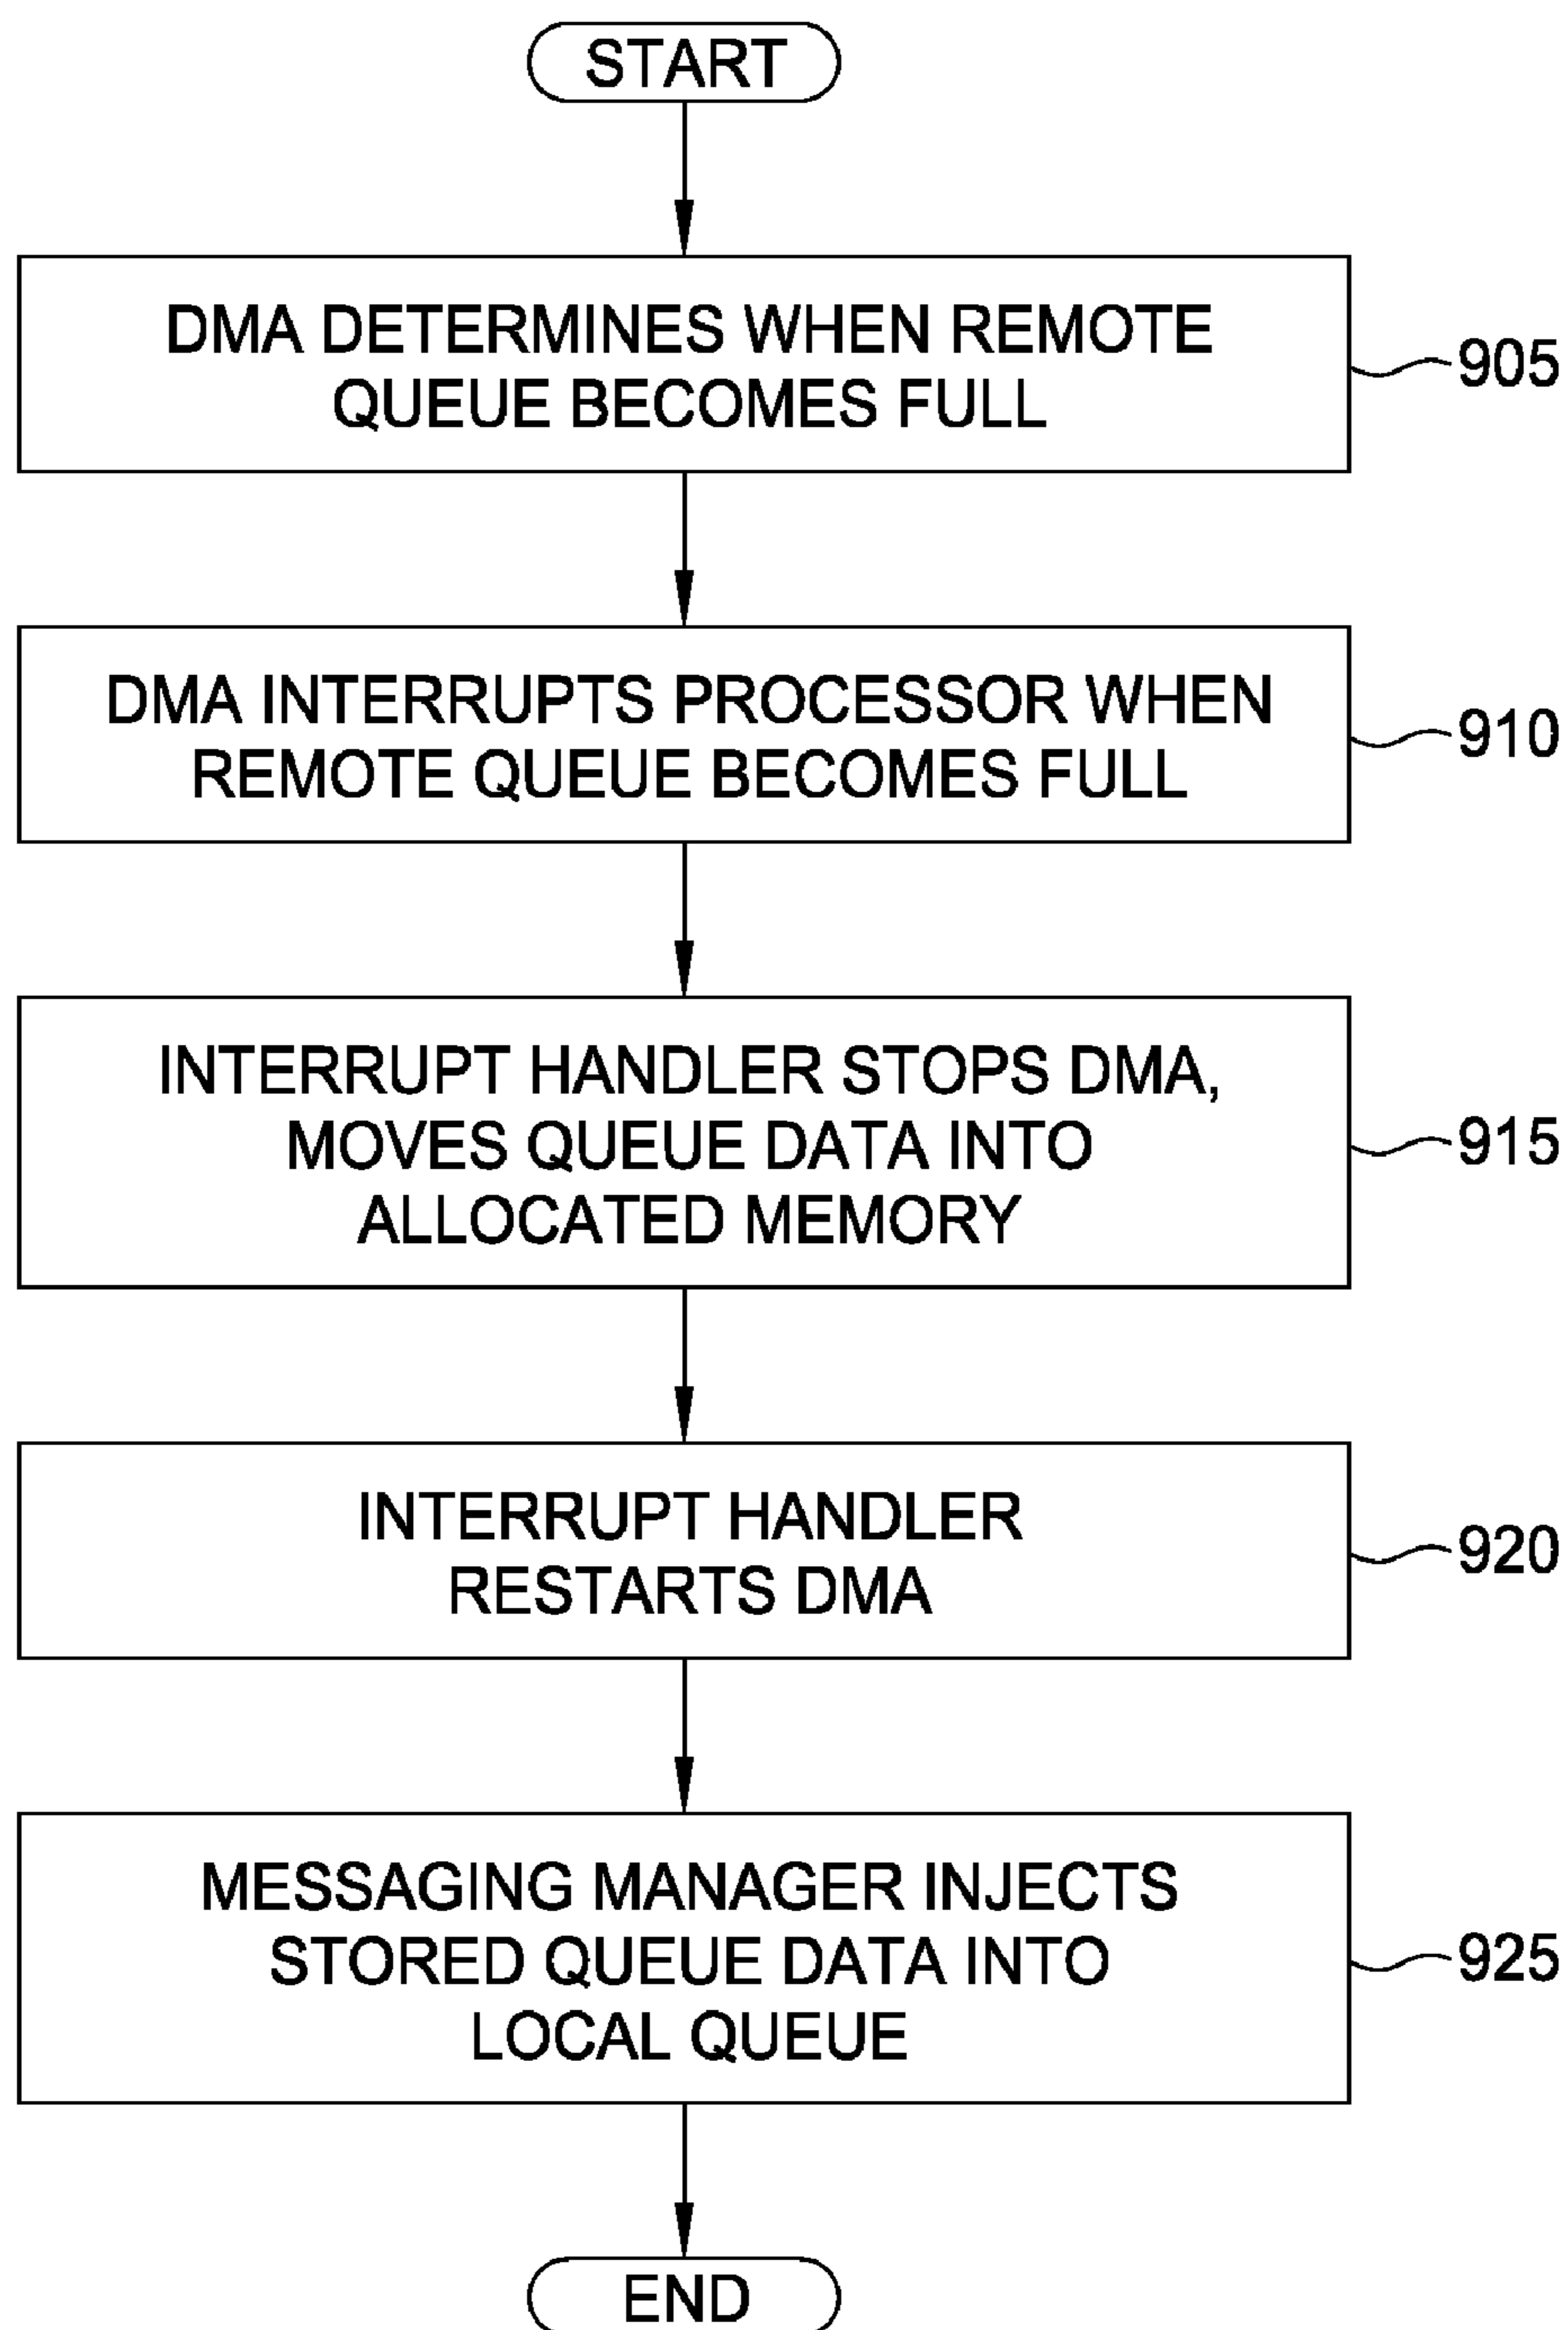 START
DMA DETERMINES WHEN REMOTE
QUEUE BECOMES FULL
905
DMA INTERRUPTS PROCESSOR WHEN
REMOTE QUEUE BECOMES FULL
910
INTERRUPT HANDLER STOPS DMA,
MOVES QUEUE DATA INTO
ALLOCATED MEMORY
915
INTERRUPT HANDLER
RESTARTS DMA
920
MESSAGING MANAGER INJECTS
STORED QUEUE DATA INTO
LOCAL QUEUE
925
END